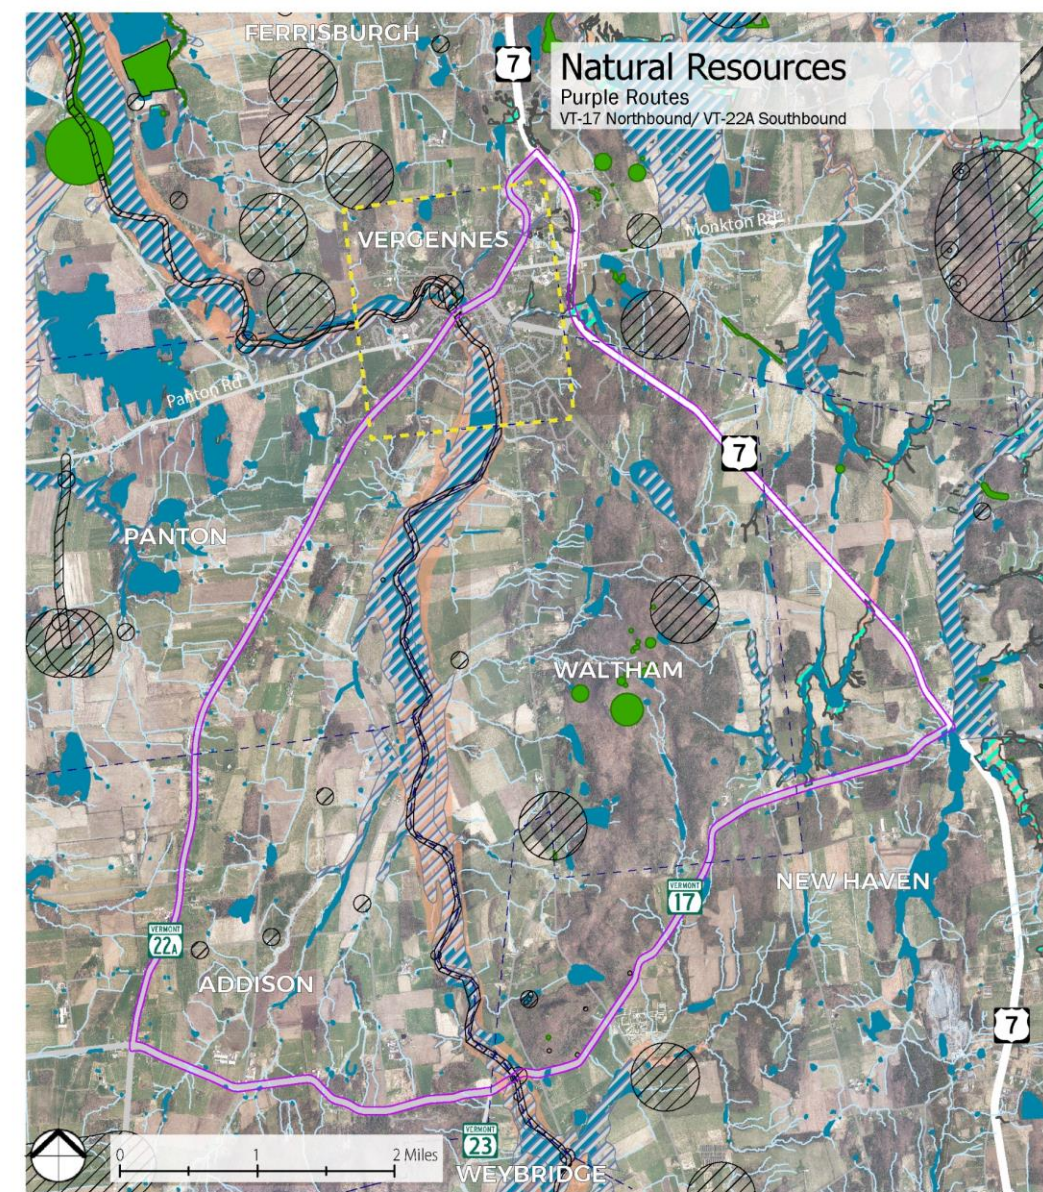 FERRISBURGH
7
Natural Resources
Purple Routes
VT-17 Northbound/ VT-22A Southbound
VERGENNES
Monkton Rd
Panton Rd
7
PANTON
WALTHAM
VERMONT
17
NEW HAVEN
VERMONT
22A
ADDISON
7
VERMONT
23
0 1 2 Miles
WEYBRIDGE